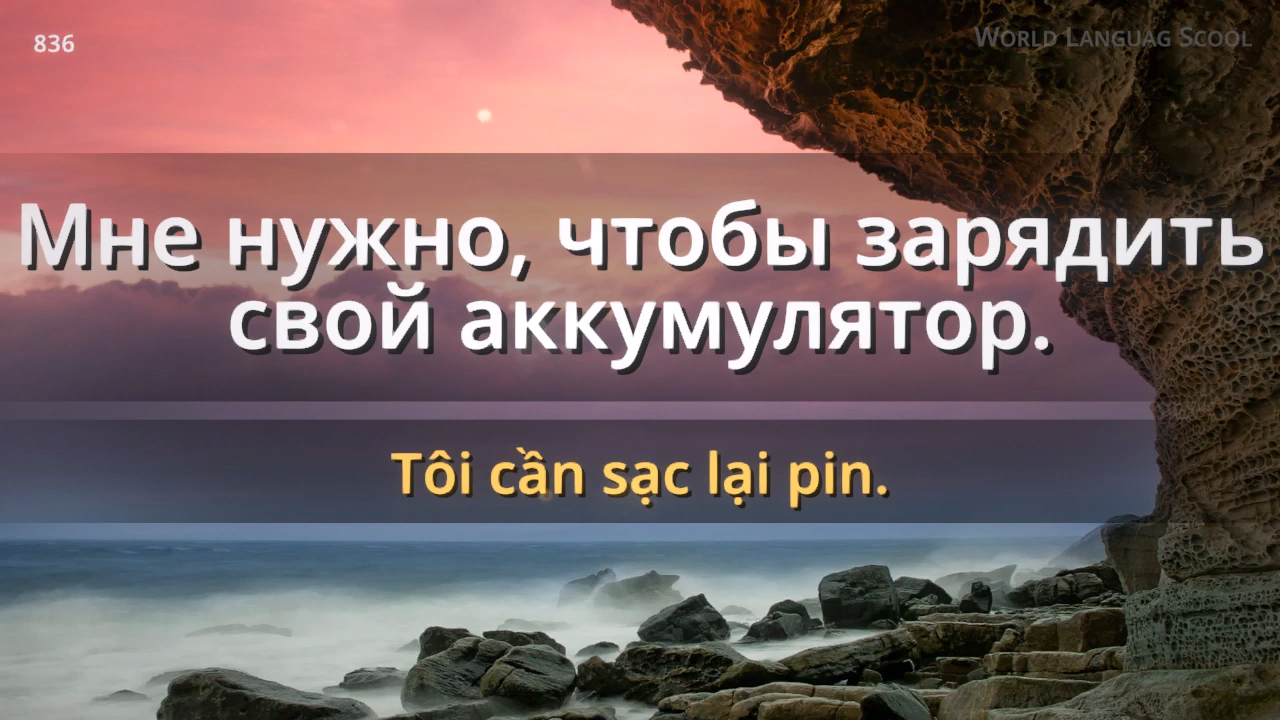 836
World Languag Scool
Мне нужно, чтобы зарядить
свой аккумулятор.
Tôi cần sạc lại pin.